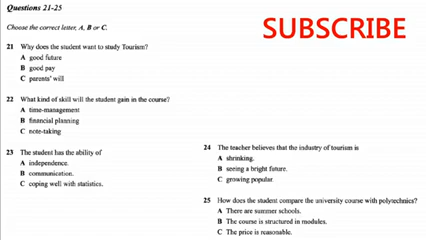 Questions 21-25
SUBSCRIBE
Choose the correct letter, A, B or C.
21 Why does the student want to study Tourism?
A good future
B good pay
C parents' will
22 What kind of skill will the student gain in the course?
A time-management
B financial planning
C note-taking
23 The student has the ability of
A independence.
B communication.
C coping well with statistics.
24 The teacher believes that the industry of tourism is
A shrinking.
B seeing a bright future.
C growing popular.
25 How does the student compare the university course with polytechnics?
A There are summer schools.
B The course is structured in modules.
C The price is reasonable.